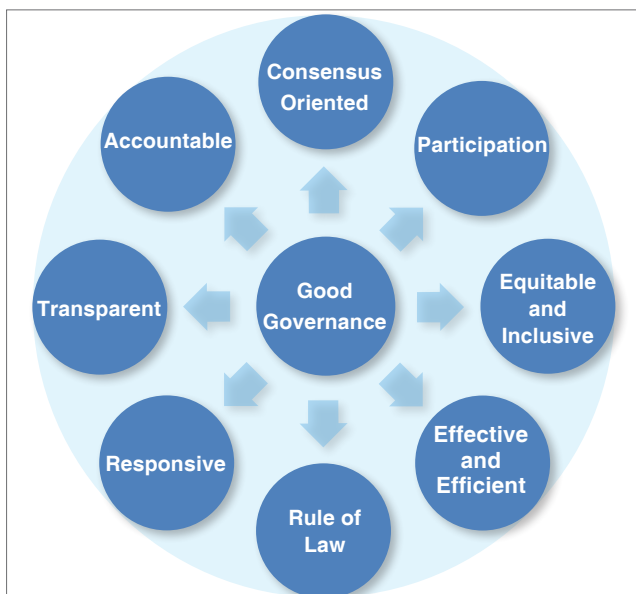 Consensus
Oriented
Accountable
Participation
Transparent
Good
Governance
Equitable
and
Inclusive
Responsive
Effective
and
Efficient
Rule of
Law